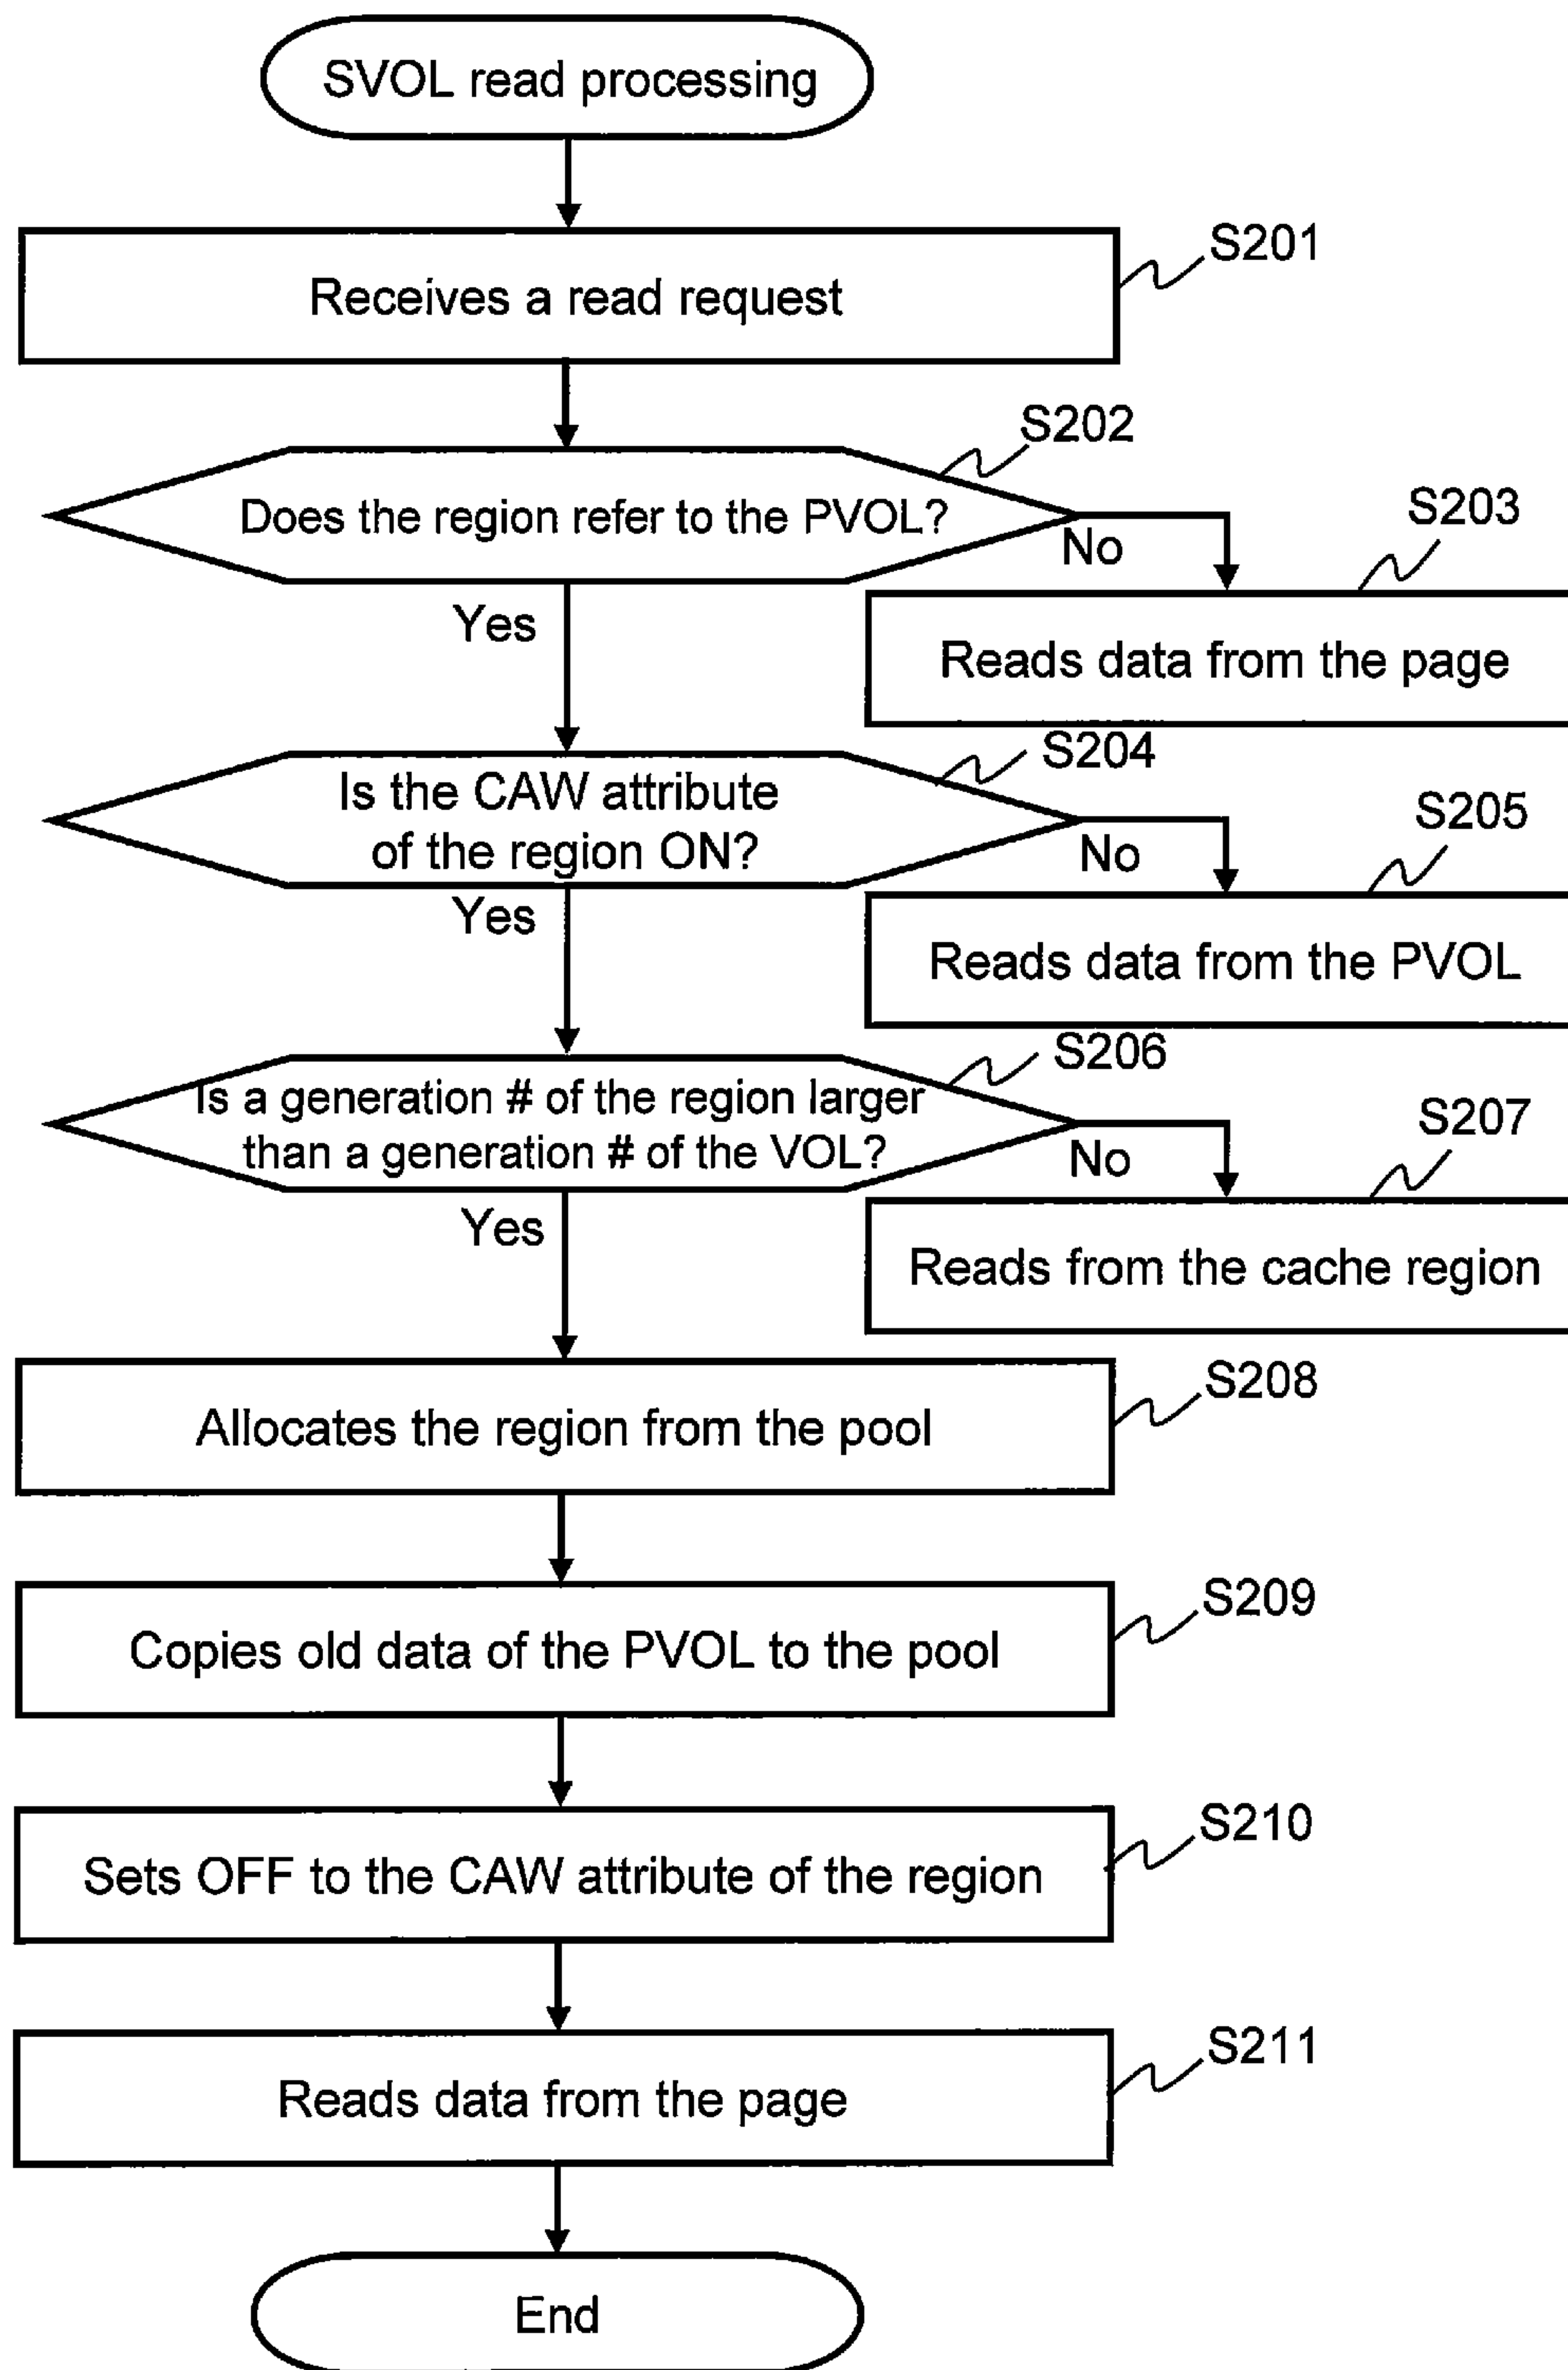 SVOL read processing
S201
Receives a read request
S202
Does the region refer to the PVOL?
No
S203
Yes
Reads data from the page
S204
Is the CAW attribute
of the region ON?
No
S205
Yes
Reads data from the PVOL
S206
Is a generation # of the region larger
than a generation # of the VOL?
No
S207
Yes
Reads from the cache region
S208
Allocates the region from the pool
S209
Copies old data of the PVOL to the pool
S210
Sets OFF to the CAW attribute of the region
S211
Reads data from the page
End